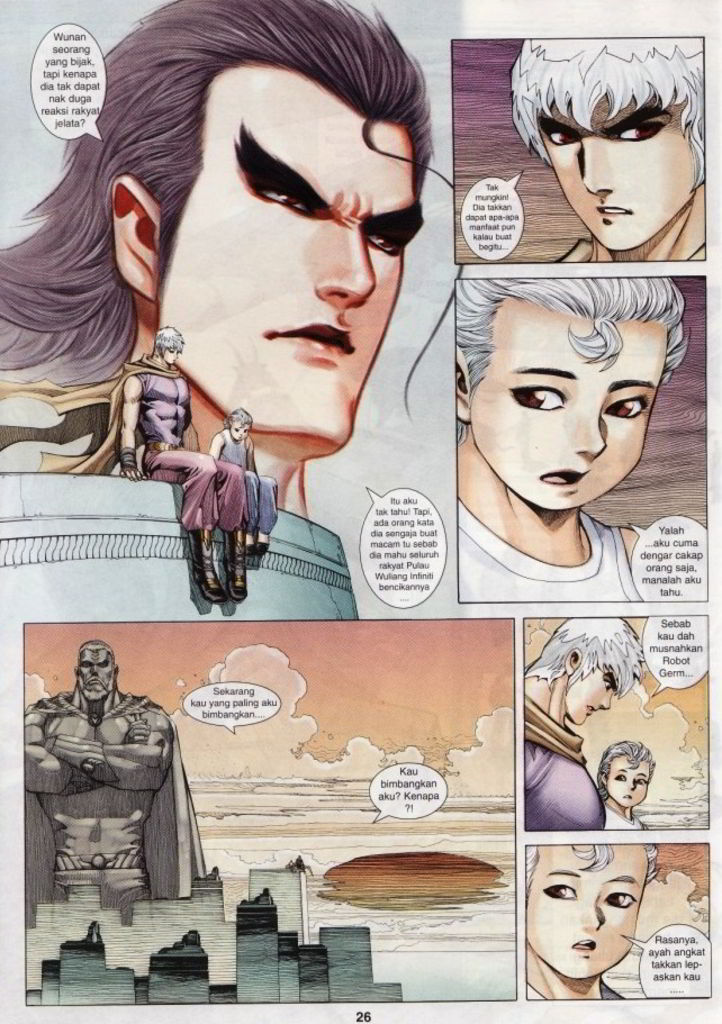 Wunan
seorang
yang bijak,
tapi kenapa
dia tak dapat
nak duga
reaksi rakyat
jelata?
Tak
mungkin!
Dia takkan
dapat apa-apa
manfaat pun
kalau buat
begitu...
Itu aku
tak tahu! Tapi,
ada orang kata
dia sengaja buat
macam tu sebab
dia mahu seluruh
rakyat Pulau
Wuliang Infiniti
bencikannya
....
Yalah
...aku cuma
dengar cakap
orang saja,
manalah aku
tahu.
Sekarang
kau yang paling aku
bimbangkan....
Kau
bimbangkan
aku? Kenapa
?!
Sebab
kau dah
musnahkan
Robot
Germ...
Rasanya,
ayah angkat
takkan lep-
askan kau
.....
26